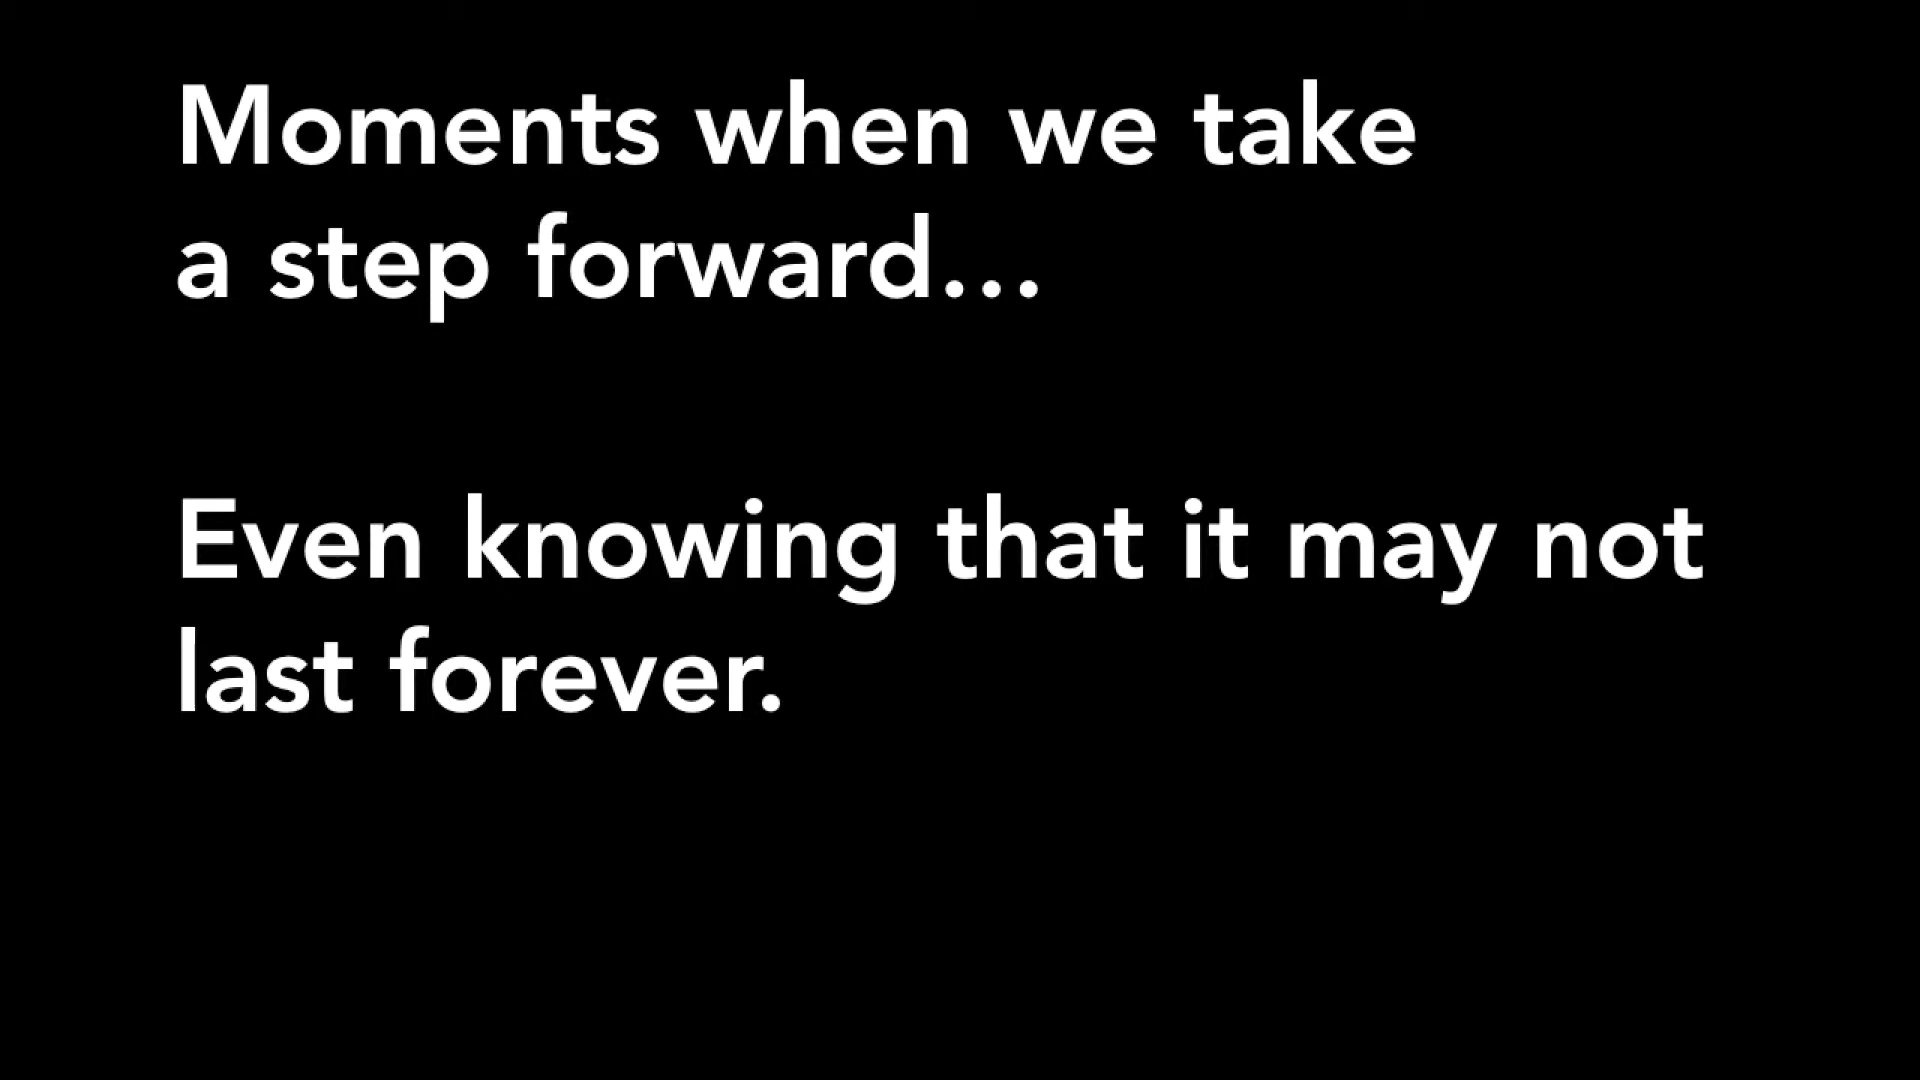 Moments when we take
a step forward…
Even knowing that it may not
last forever.